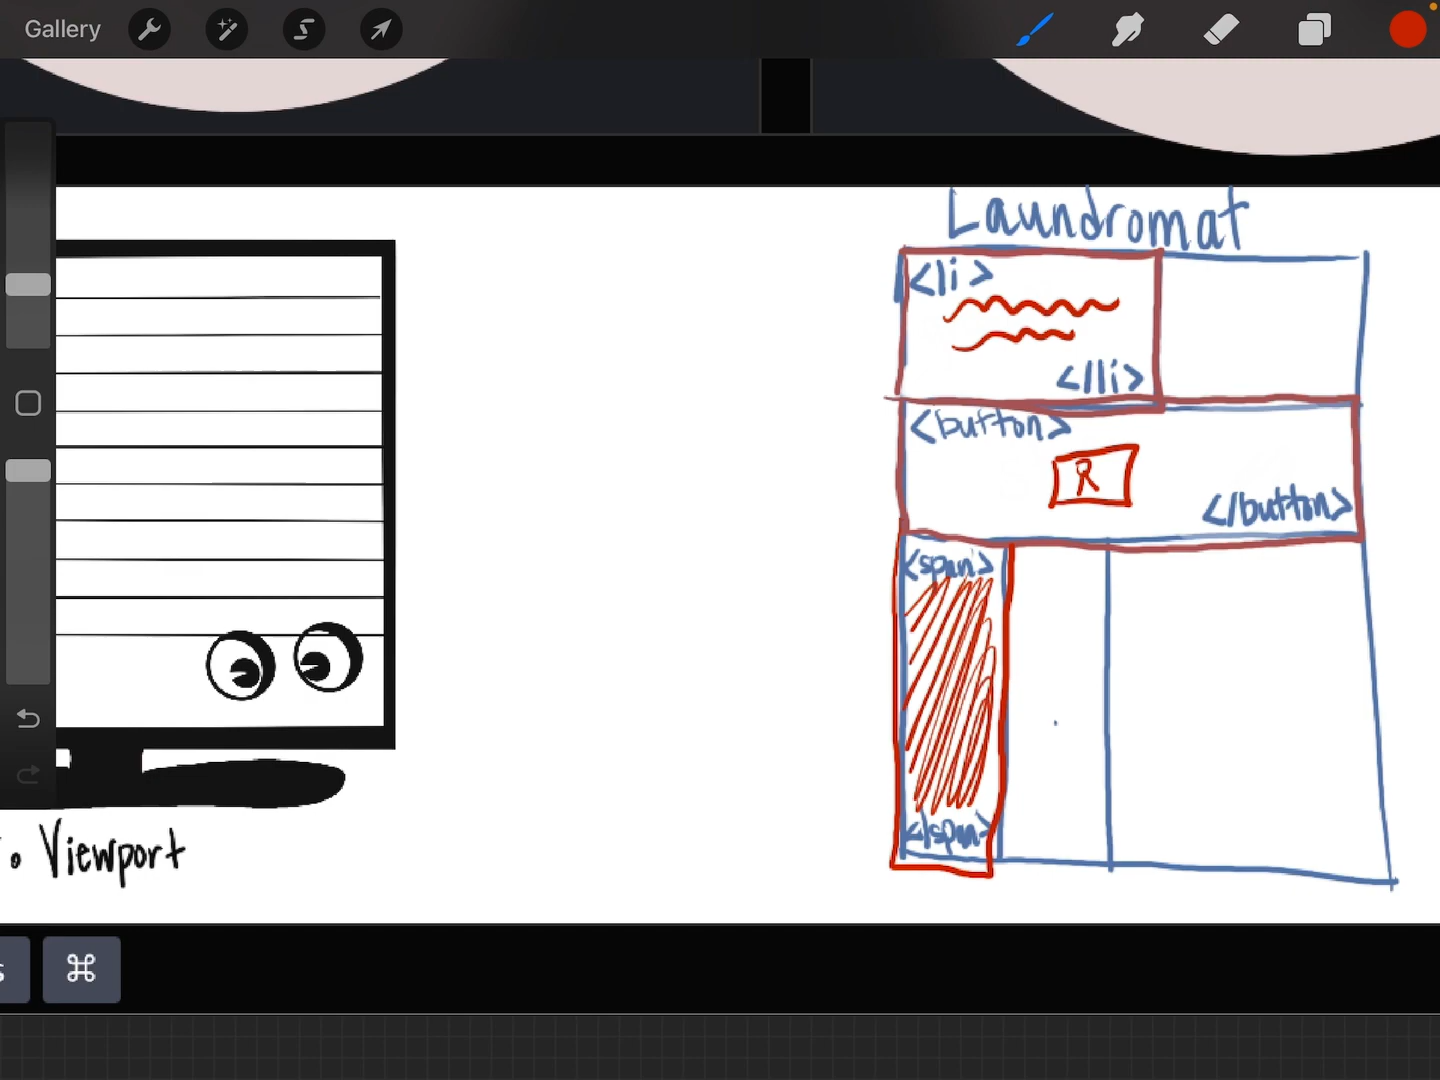 Gallery
Laundromat
<li>
</li>
<button>
R
</button>
<span>
</span>
Viewport
⌘